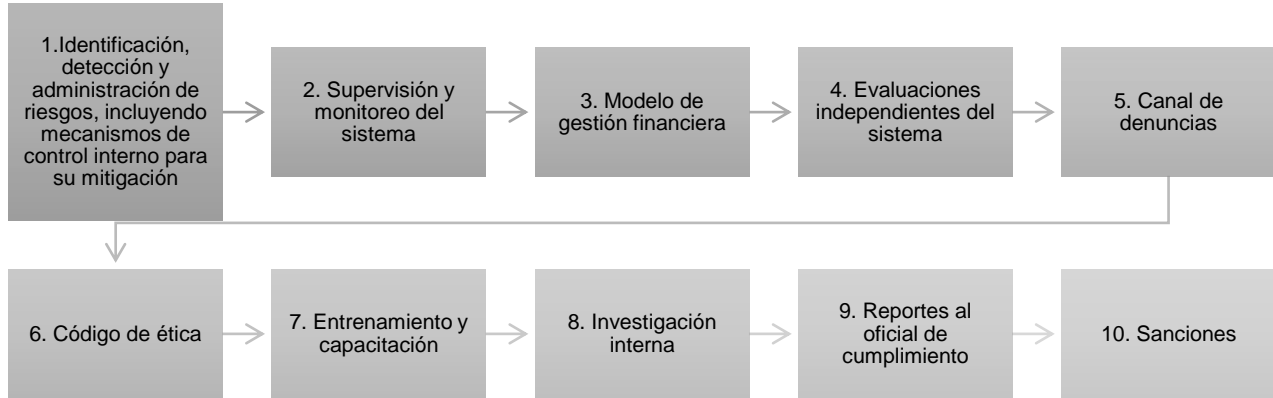 1.Identificación,
detección y
administración de
riesgos, incluyendo
mecanismos de
control interno para
su mitigación
2. Supervisión y
monitoreo del
sistema
3. Modelo de
gestión financiera
4. Evaluaciones
independientes del
sistema
5. Canal de
denuncias
6. Código de ética
7. Entrenamiento y
capacitación
8. Investigación
interna
9. Reportes al
oficial de
cumplimiento
10. Sanciones